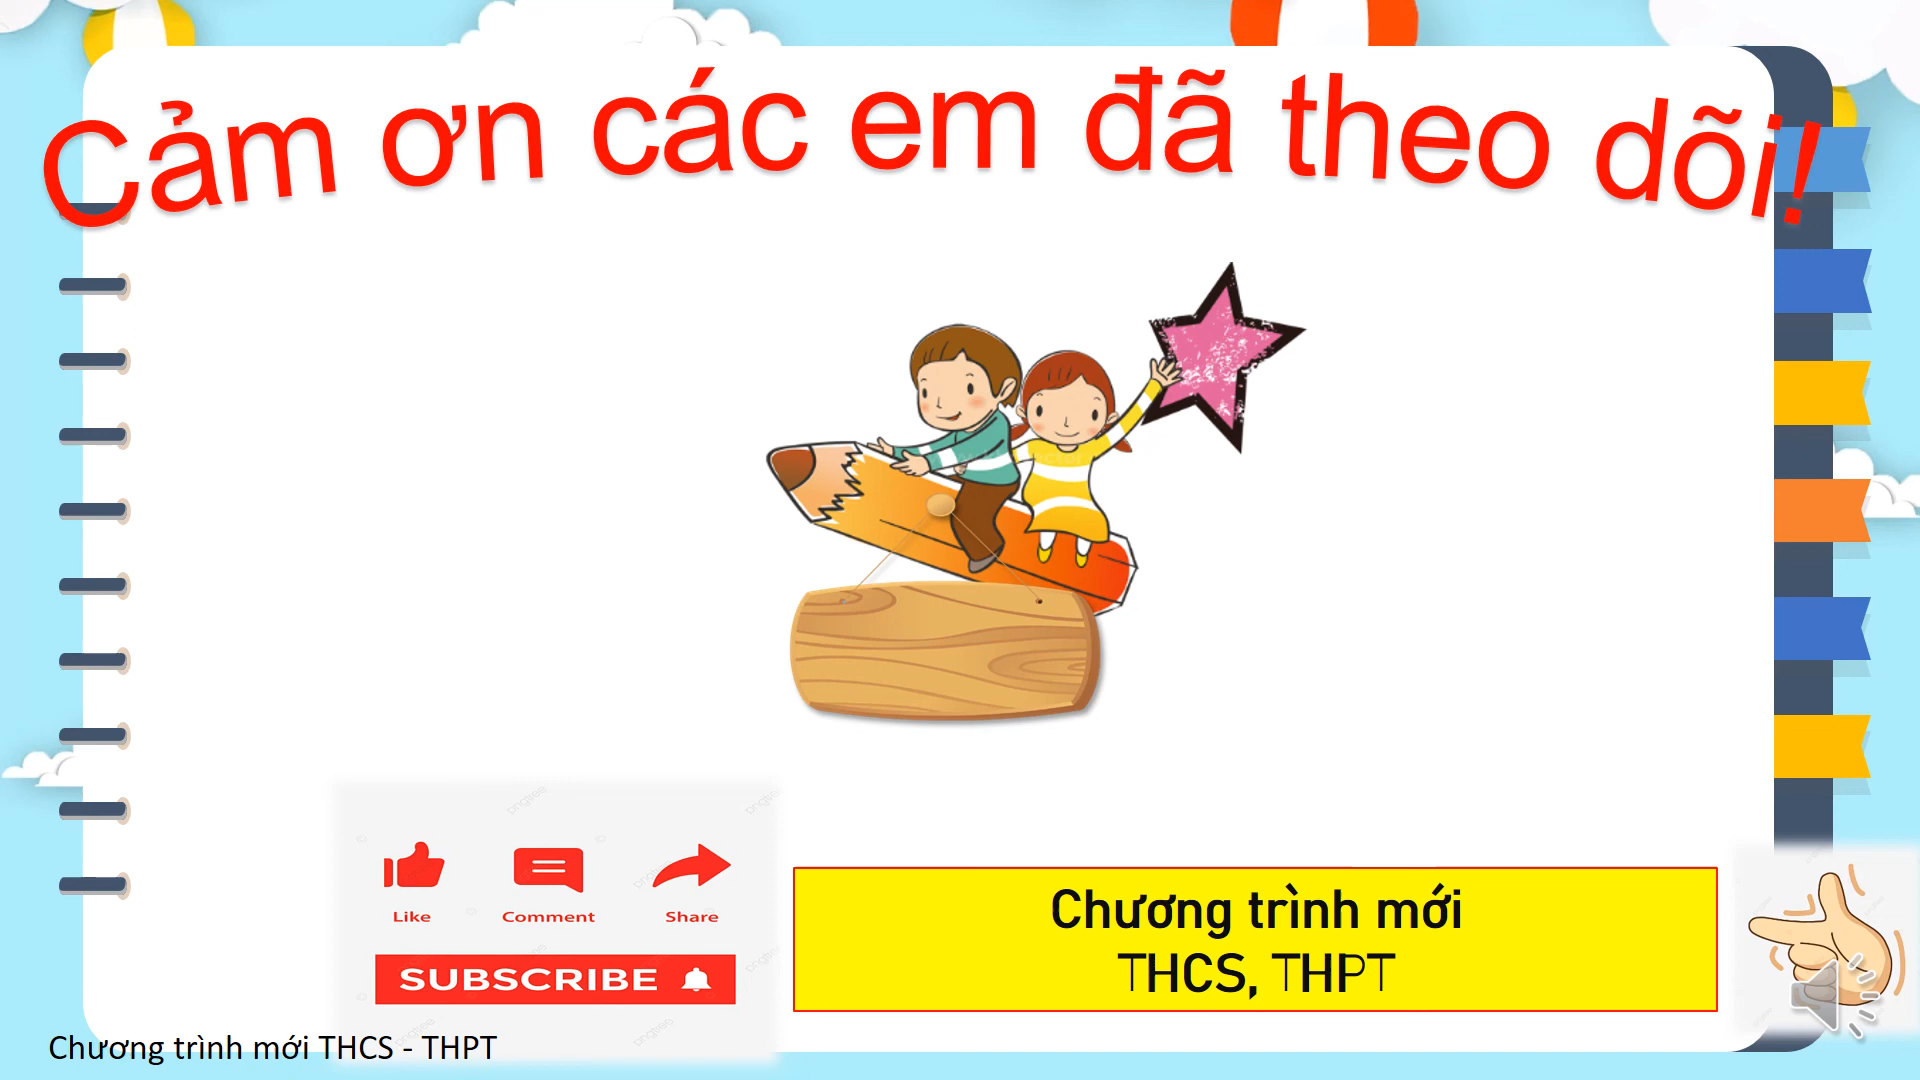 Cảm ơn các em đã theo dõi!
Like Comment Share
SUBSCRIBE
Chương trình mới
THCS, THPT
Chương trình mới THCS - THPT
pngtree